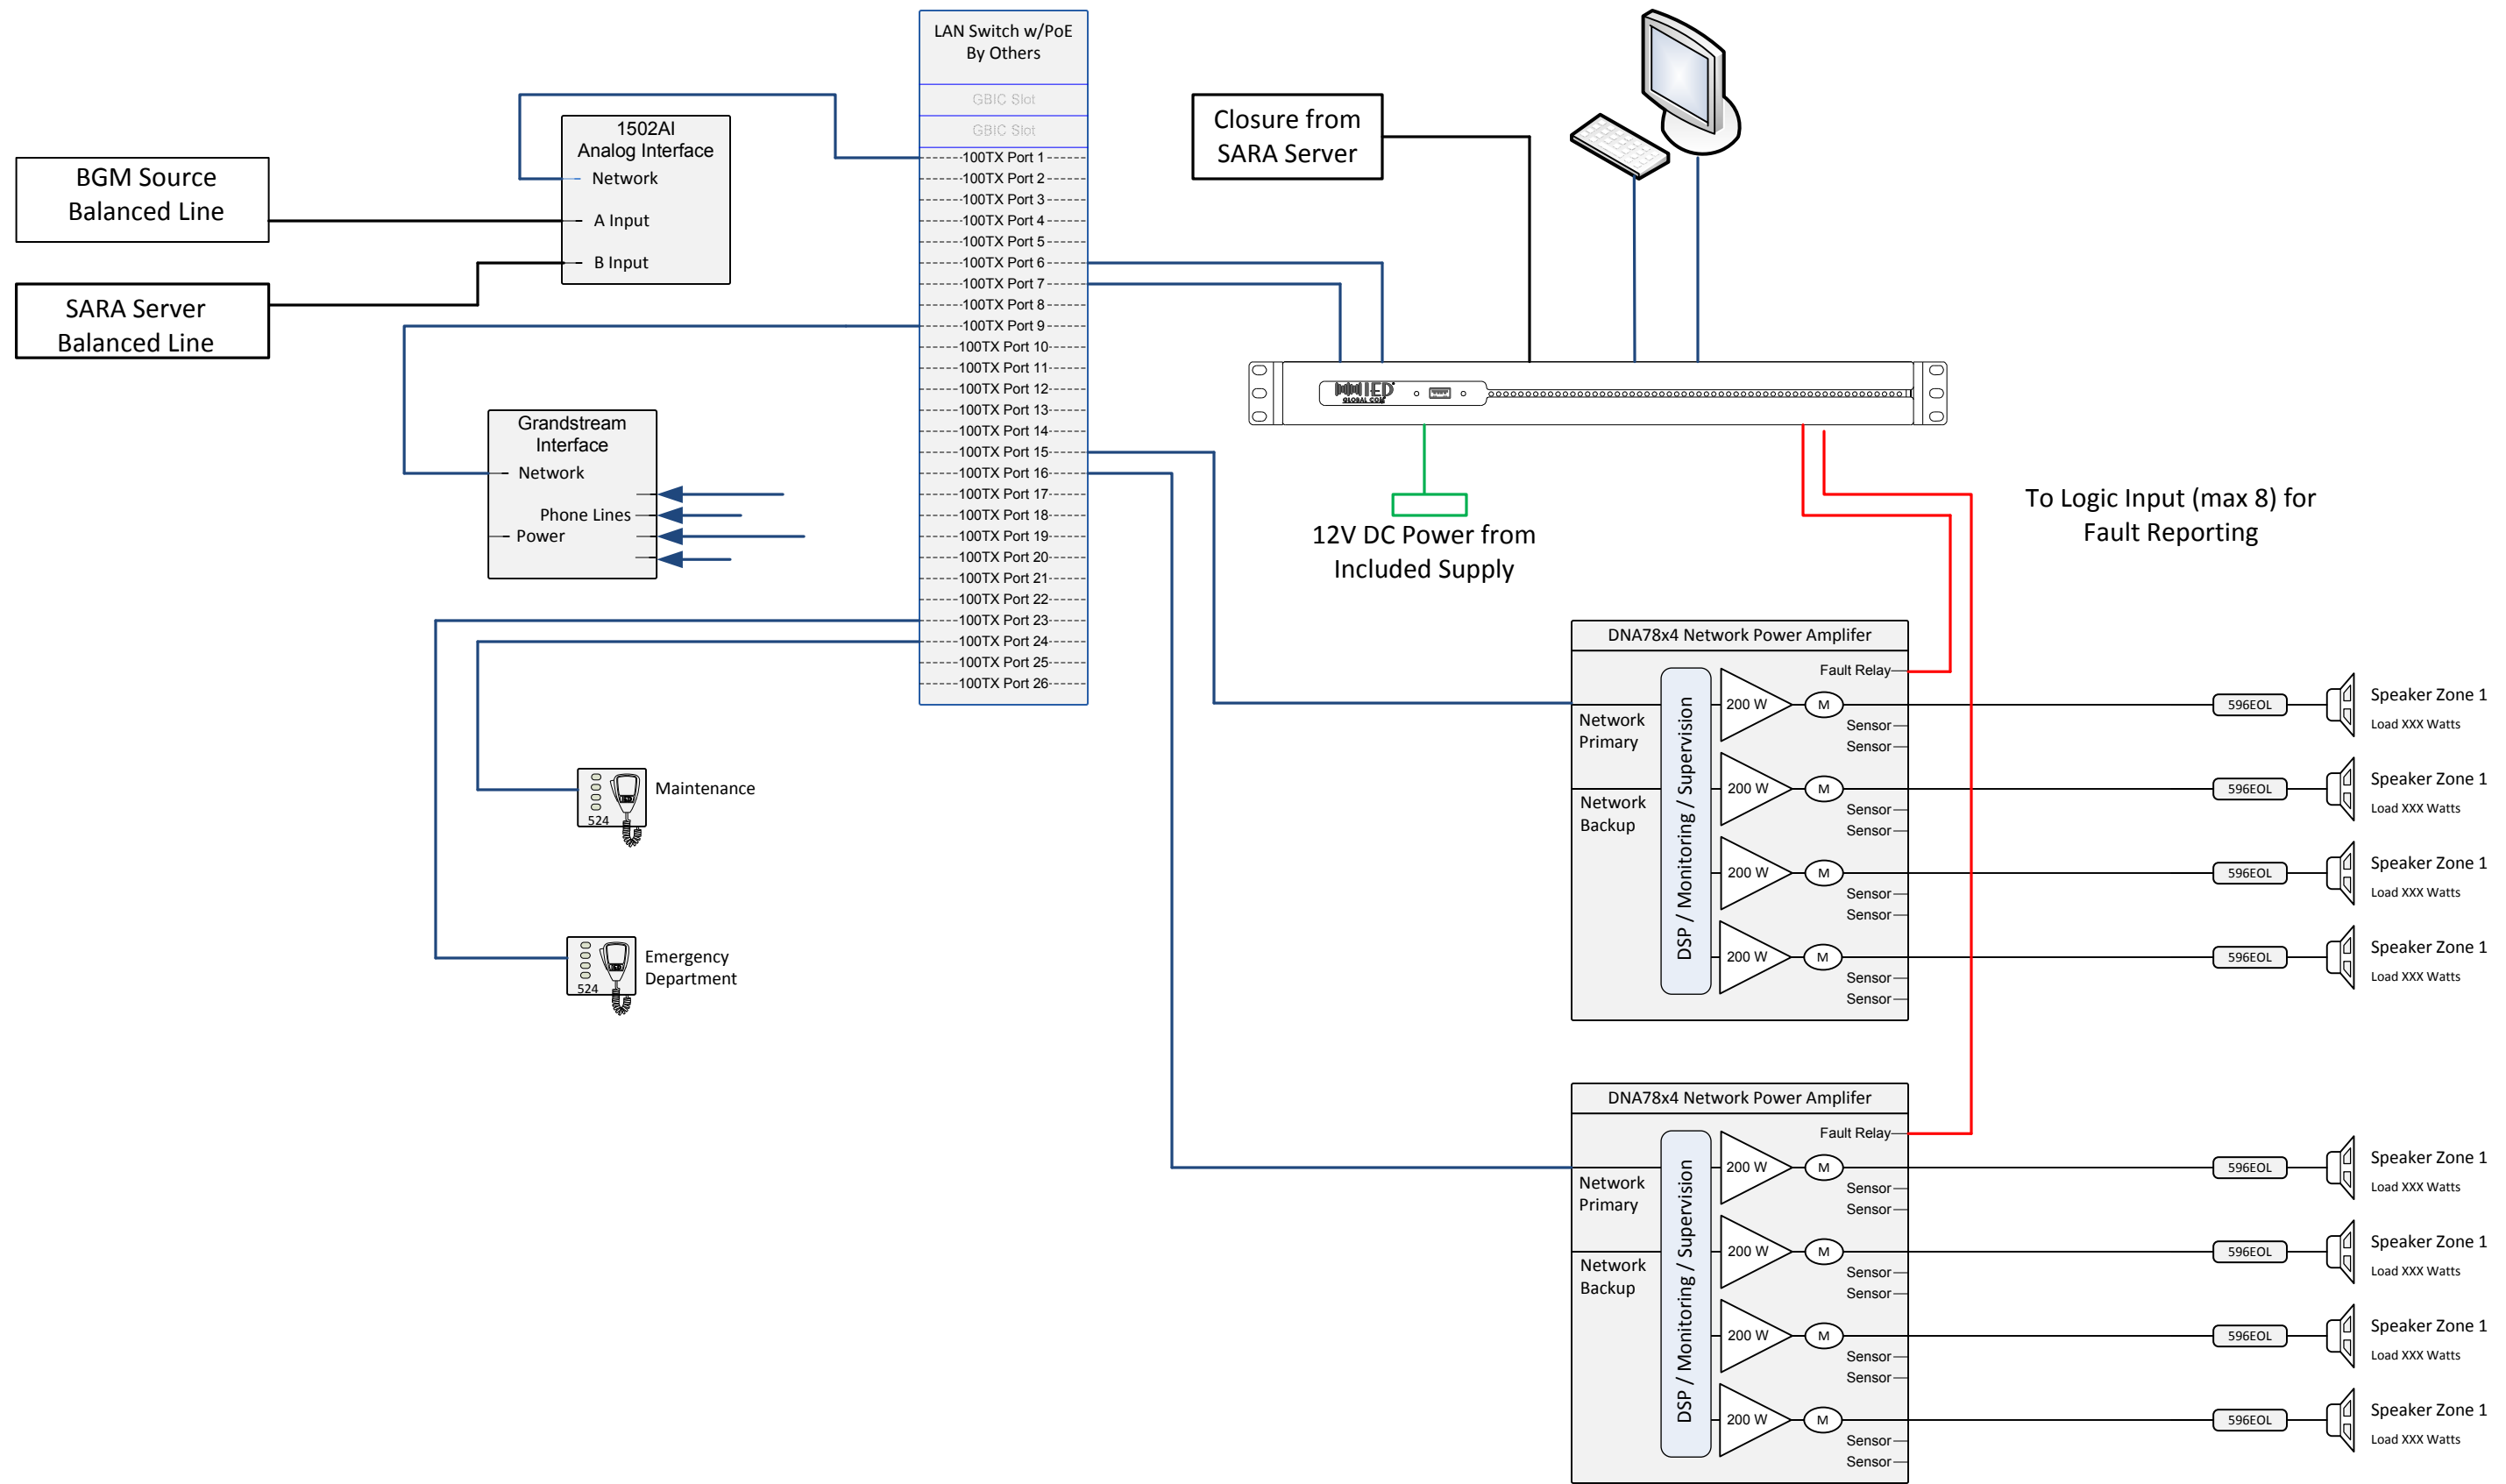 LAN Switch w/PoE
By Others
GBIC Slot
GBIC Slot
100TX Port 1
100TX Port 2
100TX Port 3
100TX Port 4
100TX Port 5
100TX Port 6
100TX Port 7
100TX Port 8
100TX Port 9
100TX Port 10
100TX Port 11
100TX Port 12
100TX Port 13
100TX Port 14
100TX Port 15
100TX Port 16
100TX Port 17
100TX Port 18
100TX Port 19
100TX Port 20
100TX Port 21
100TX Port 22
100TX Port 23
100TX Port 24
100TX Port 25
100TX Port 26
1502AI
Analog Interface
Network
A Input
B Input
BGM Source
Balanced Line
SARA Server
Balanced Line
Grandstream
Interface
Network
Phone Lines
Power
524
Maintenance
524
Emergency
Department
Closure from
SARA Server
IED
GLOBAL COM
12V DC Power from
Included Supply
To Logic Input (max 8) for
Fault Reporting
DNA78x4 Network Power Amplifer
Fault Relay
Network
Primary
Network
Backup
DSP / Monitoring / Supervision
200 W
M
Sensor
Sensor
200 W
M
Sensor
Sensor
200 W
M
Sensor
Sensor
200 W
M
Sensor
Sensor
596EOL
Speaker Zone 1
Load XXX Watts
596EOL
Speaker Zone 1
Load XXX Watts
596EOL
Speaker Zone 1
Load XXX Watts
596EOL
Speaker Zone 1
Load XXX Watts
DNA78x4 Network Power Amplifer
Fault Relay
Network
Primary
Network
Backup
DSP / Monitoring / Supervision
200 W
M
Sensor
Sensor
200 W
M
Sensor
Sensor
200 W
M
Sensor
Sensor
200 W
M
Sensor
Sensor
596EOL
Speaker Zone 1
Load XXX Watts
596EOL
Speaker Zone 1
Load XXX Watts
596EOL
Speaker Zone 1
Load XXX Watts
596EOL
Speaker Zone 1
Load XXX Watts